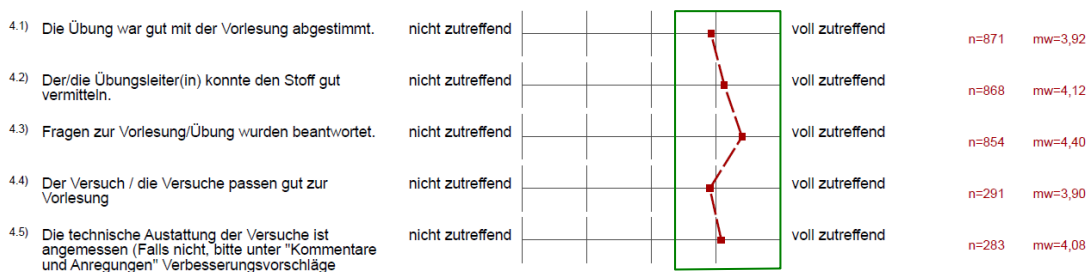 4.1) Die Übung war gut mit der Vorlesung abgestimmt. nicht zutreffend voll zutreffend n=871 mw=3,92
4.2) Der/die Übungsleiter(in) konnte den Stoff gut nicht zutreffend voll zutreffend n=868 mw=4,12
vermitteln.
4.3) Fragen zur Vorlesung/Übung wurden beantwortet. nicht zutreffend voll zutreffend n=854 mw=4,40
4.4) Der Versuch / die Versuche passen gut zur nicht zutreffend voll zutreffend n=291 mw=3,90
Vorlesung
4.5) Die technische Austattung der Versuche ist nicht zutreffend voll zutreffend n=283 mw=4,08
angemessen (Falls nicht, bitte unter "Kommentare
und Anregungen" Verbesserungsvorschläge